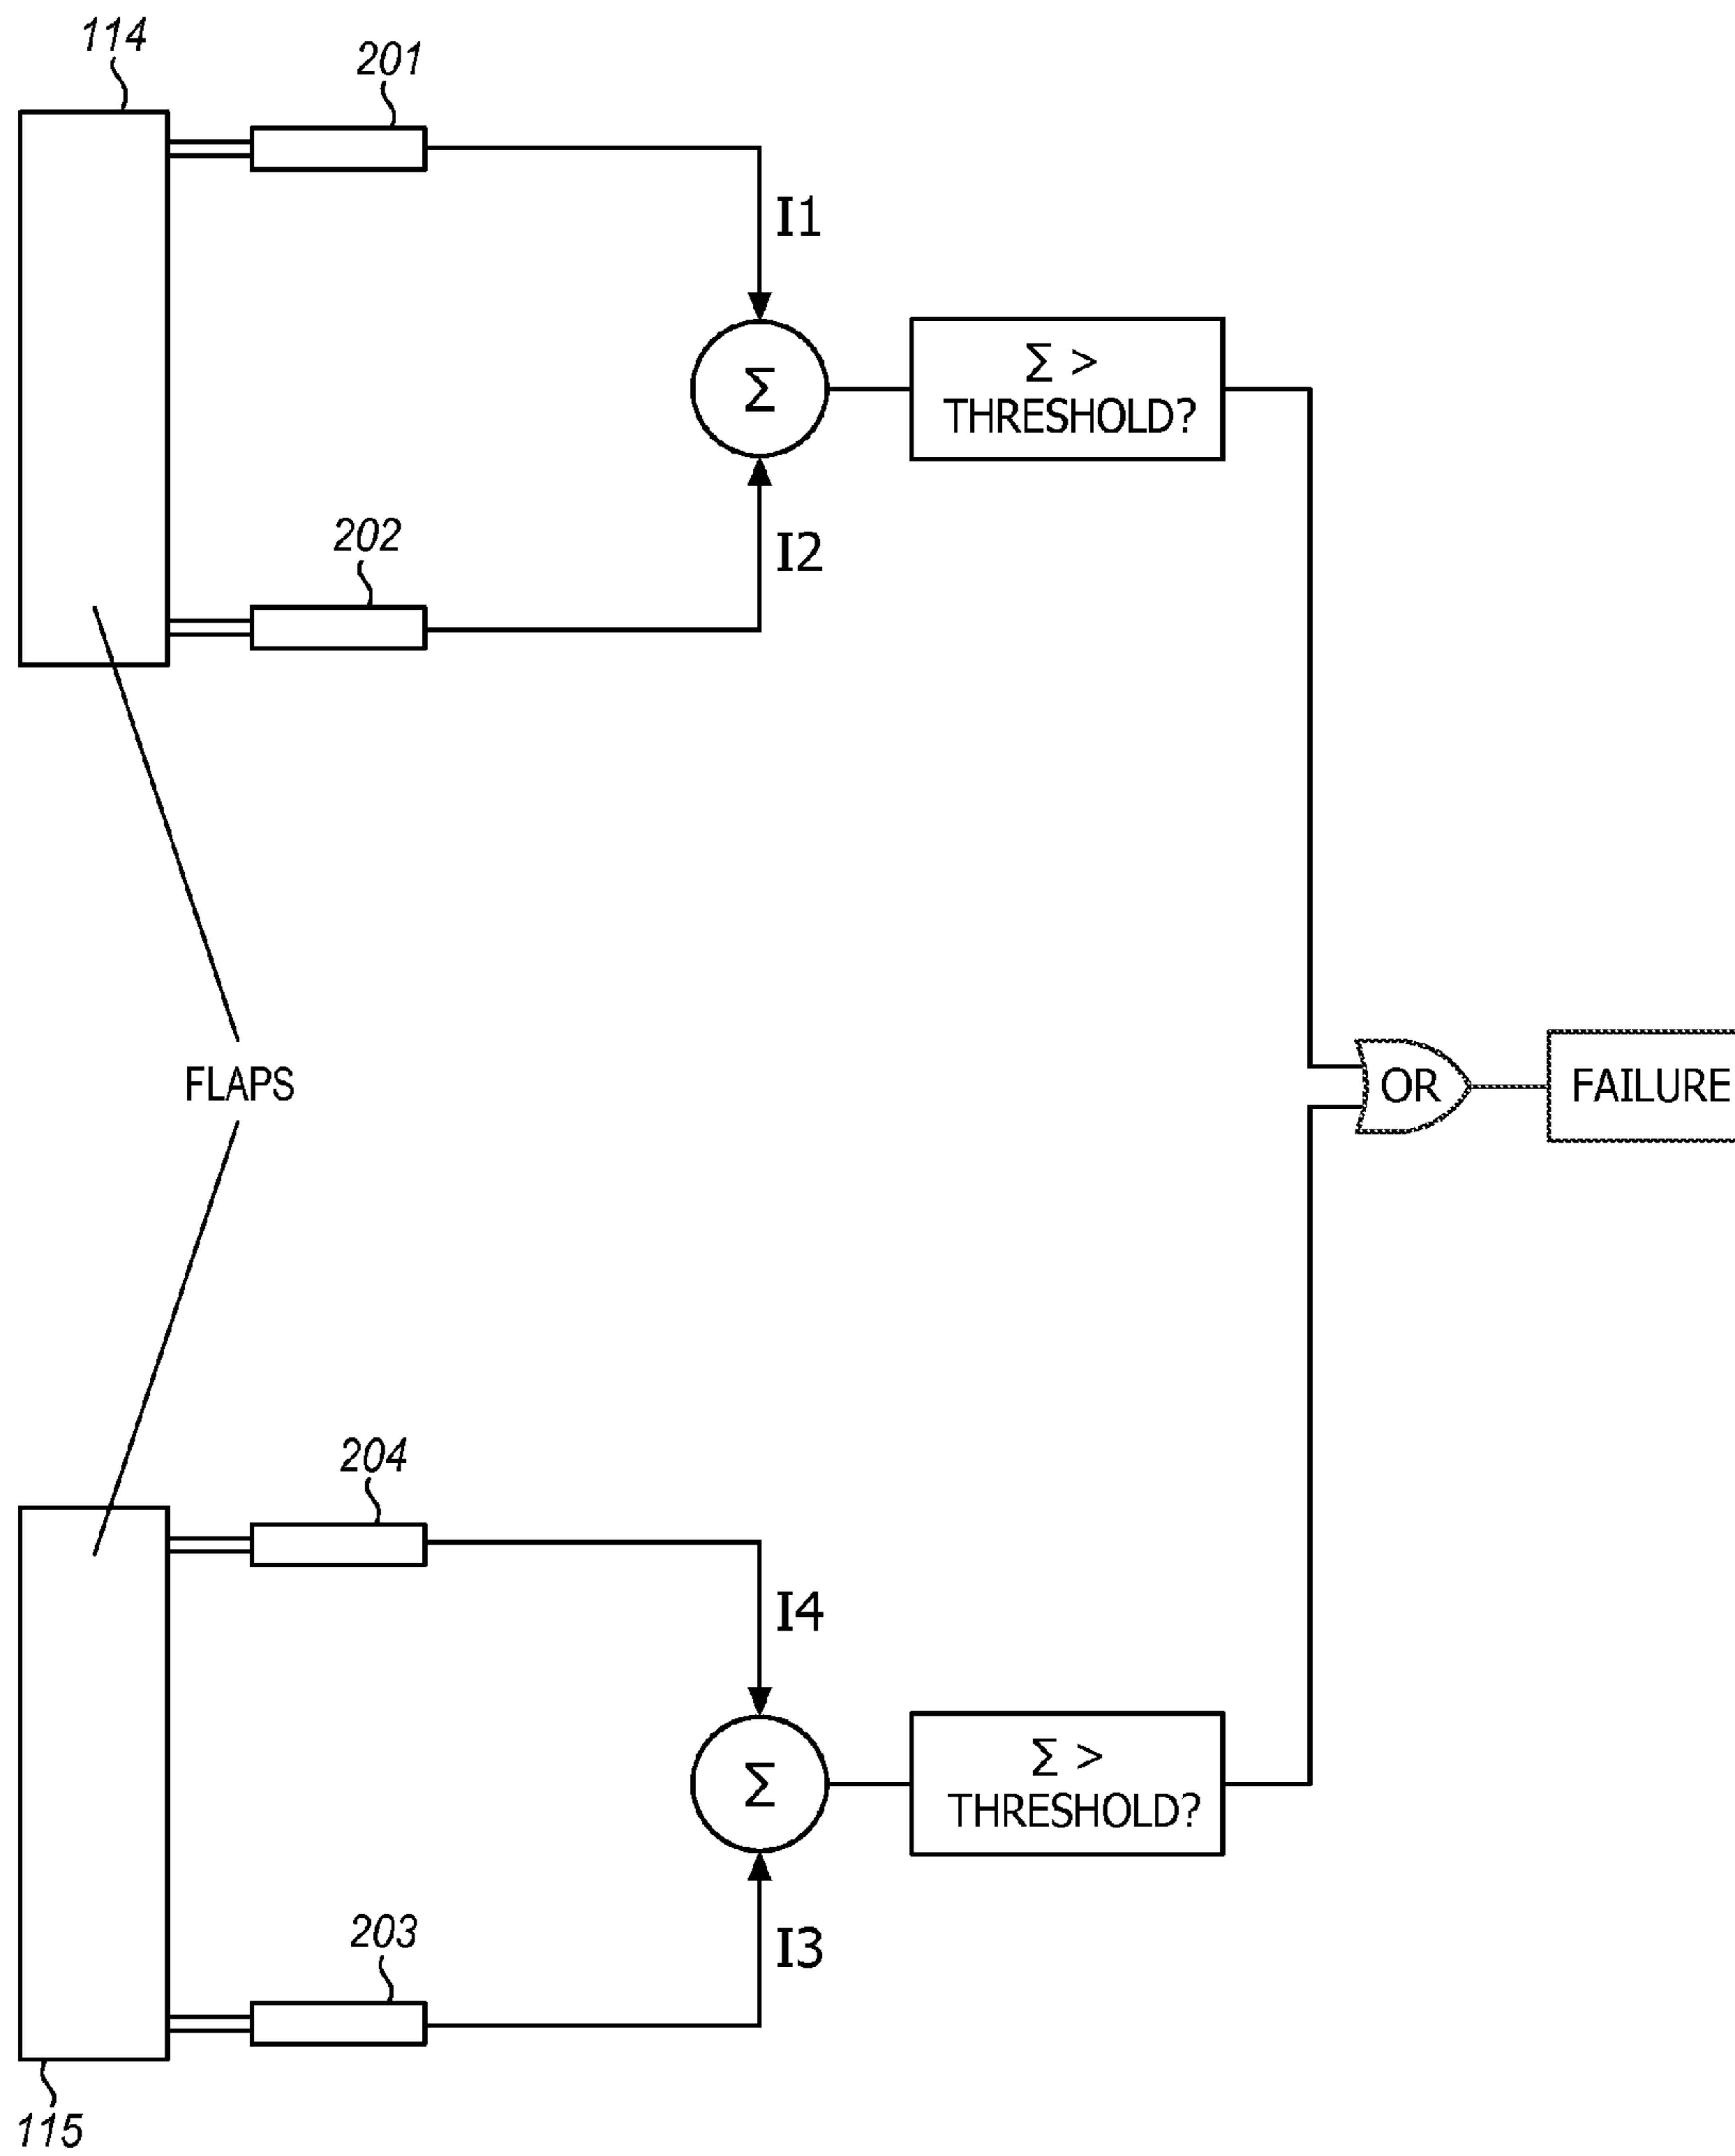 114
201
I1
Σ
Σ >
THRESHOLD?
202
I2
FLAPS
OR
FAILURE
204
I4
Σ
Σ >
THRESHOLD?
203
I3
115